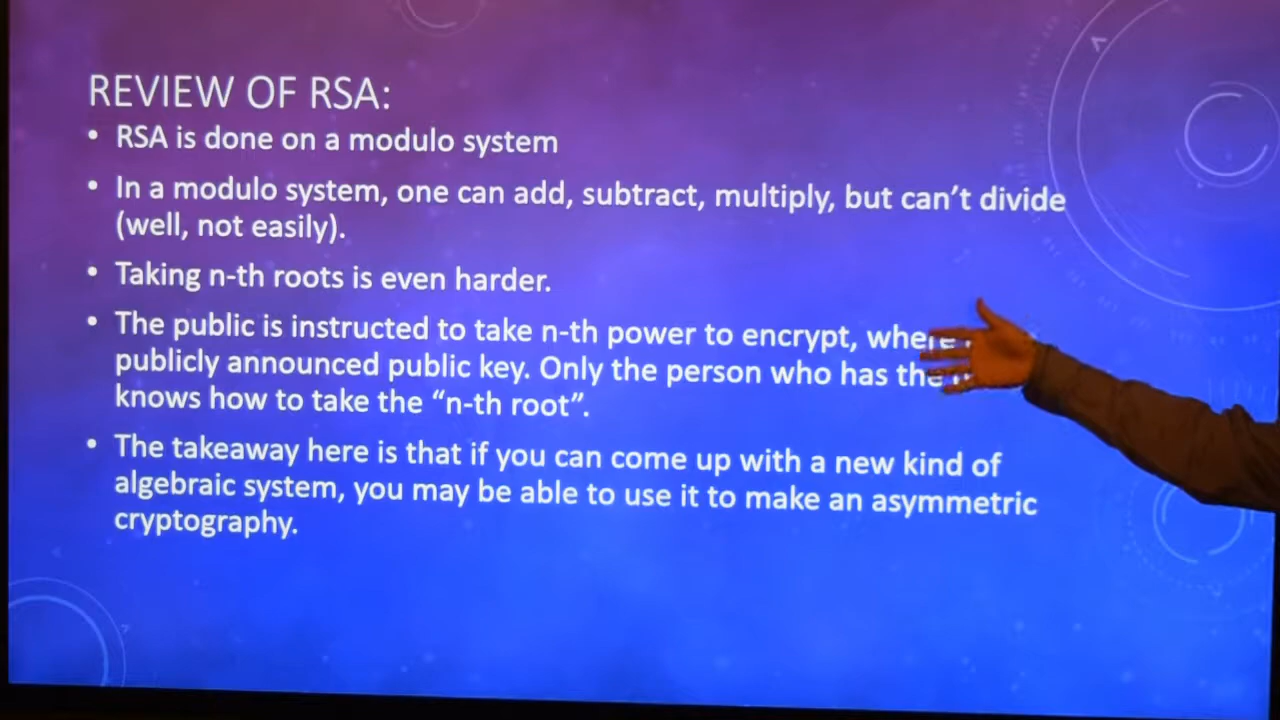 REVIEW OF RSA:
• RSA is done on a modulo system
• In a modulo system, one can add, subtract, multiply, but can't divide
(well, not easily).
• Taking n-th roots is even harder.
• The public is instructed to take n-th power to encrypt, where
publicly announced public key. Only the person who has the
knows how to take the “n-th root”.
• The takeaway here is that if you can come up with a new kind of
algebraic system, you may be able to use it to make an asymmetric
cryptography.